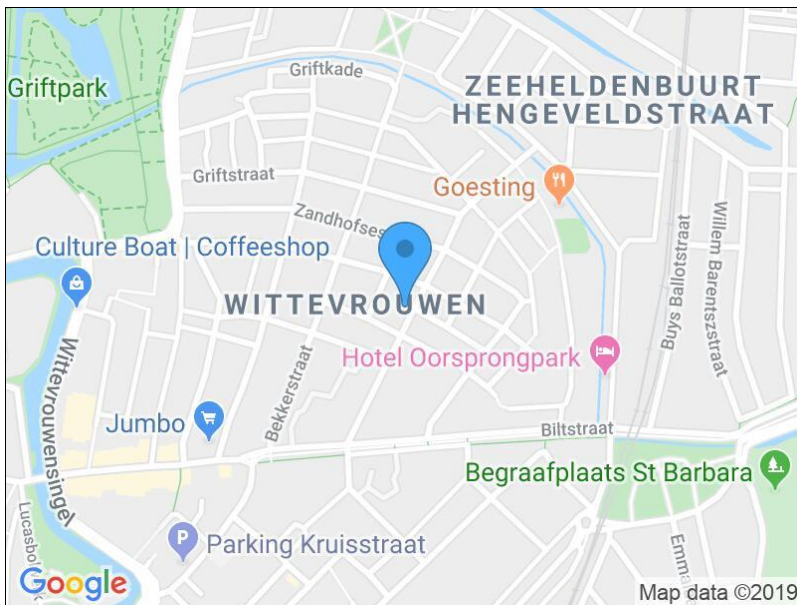 Griftkade
ZEEHELDENBUURT
HENGEVELDSTRAAT
Griftpark
Griftstraat
Goesting
Zandhofses
Culture Boat | Coffeeshop
Willem Barentszstraat
Buys Ballotstraat
WITTEVROUWEN
Hotel Oorsprongpark
Wittevrouwensingel
Bekkerstraat
Jumbo
Biltstraat
Begraafplaats St Barbara
Parking Kruisstraat
Google
Map data ©2019